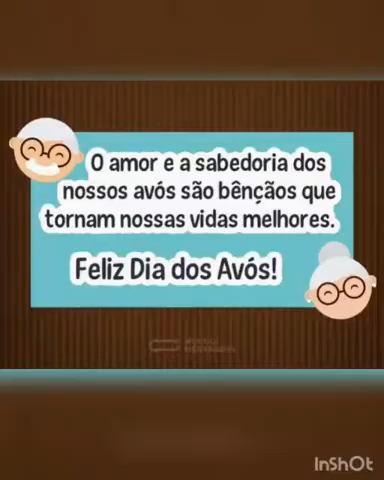 O amor e a sabedoria dos
nossos avós são bênçãos que
tornam nossas vidas melhores.
Feliz Dia dos Avós!
InShOt